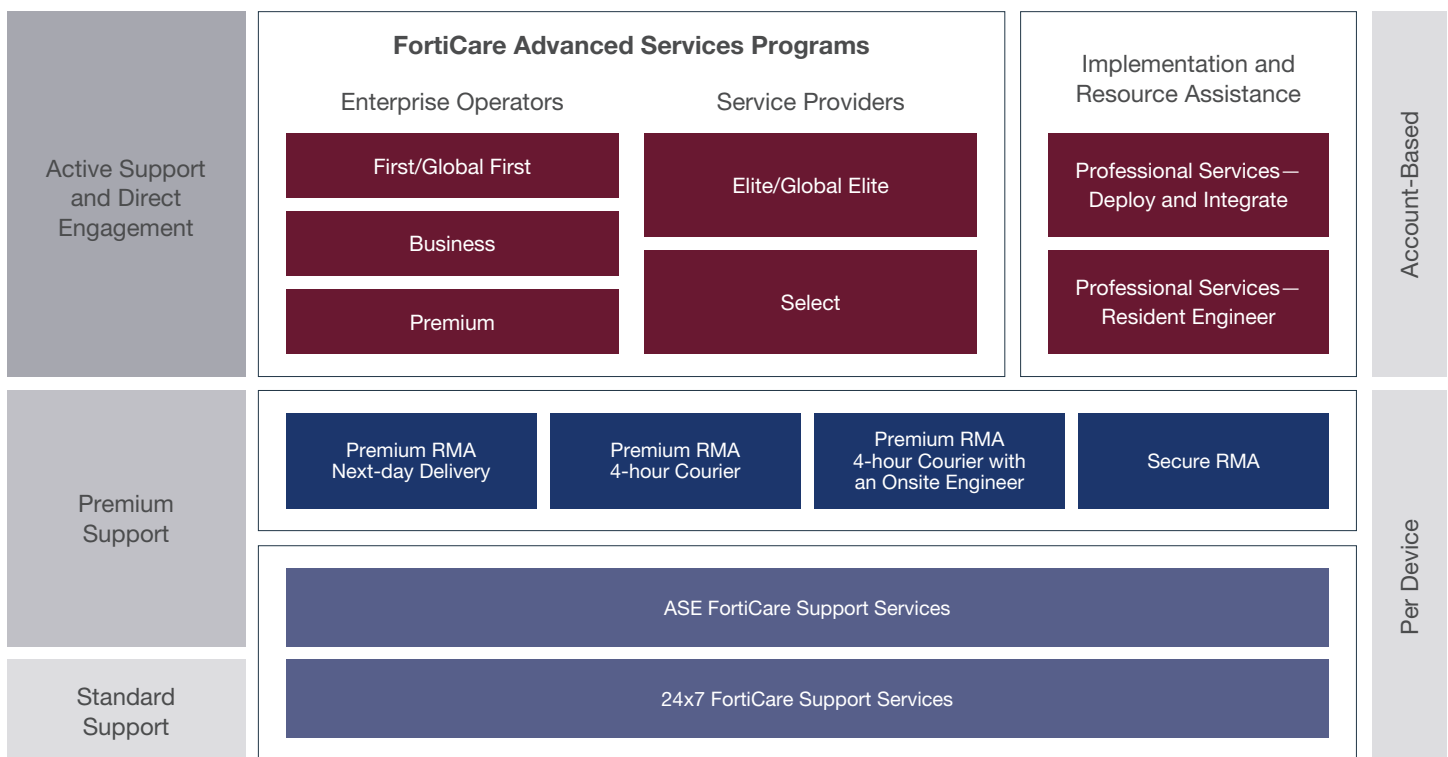 Active Support
and Direct
Engagement
FortiCare Advanced Services Programs
Enterprise Operators
First/Global First
Business
Premium
Service Providers
Elite/Global Elite
Select
Implementation and
Resource Assistance
Professional Services—
Deploy and Integrate
Professional Services—
Resident Engineer
Account-Based
Premium
Support
Premium RMA
Next-day Delivery
Premium RMA
4-hour Courier
Premium RMA
4-hour Courier with
an Onsite Engineer
Secure RMA
ASE FortiCare Support Services
Per Device
Standard
Support
24x7 FortiCare Support Services